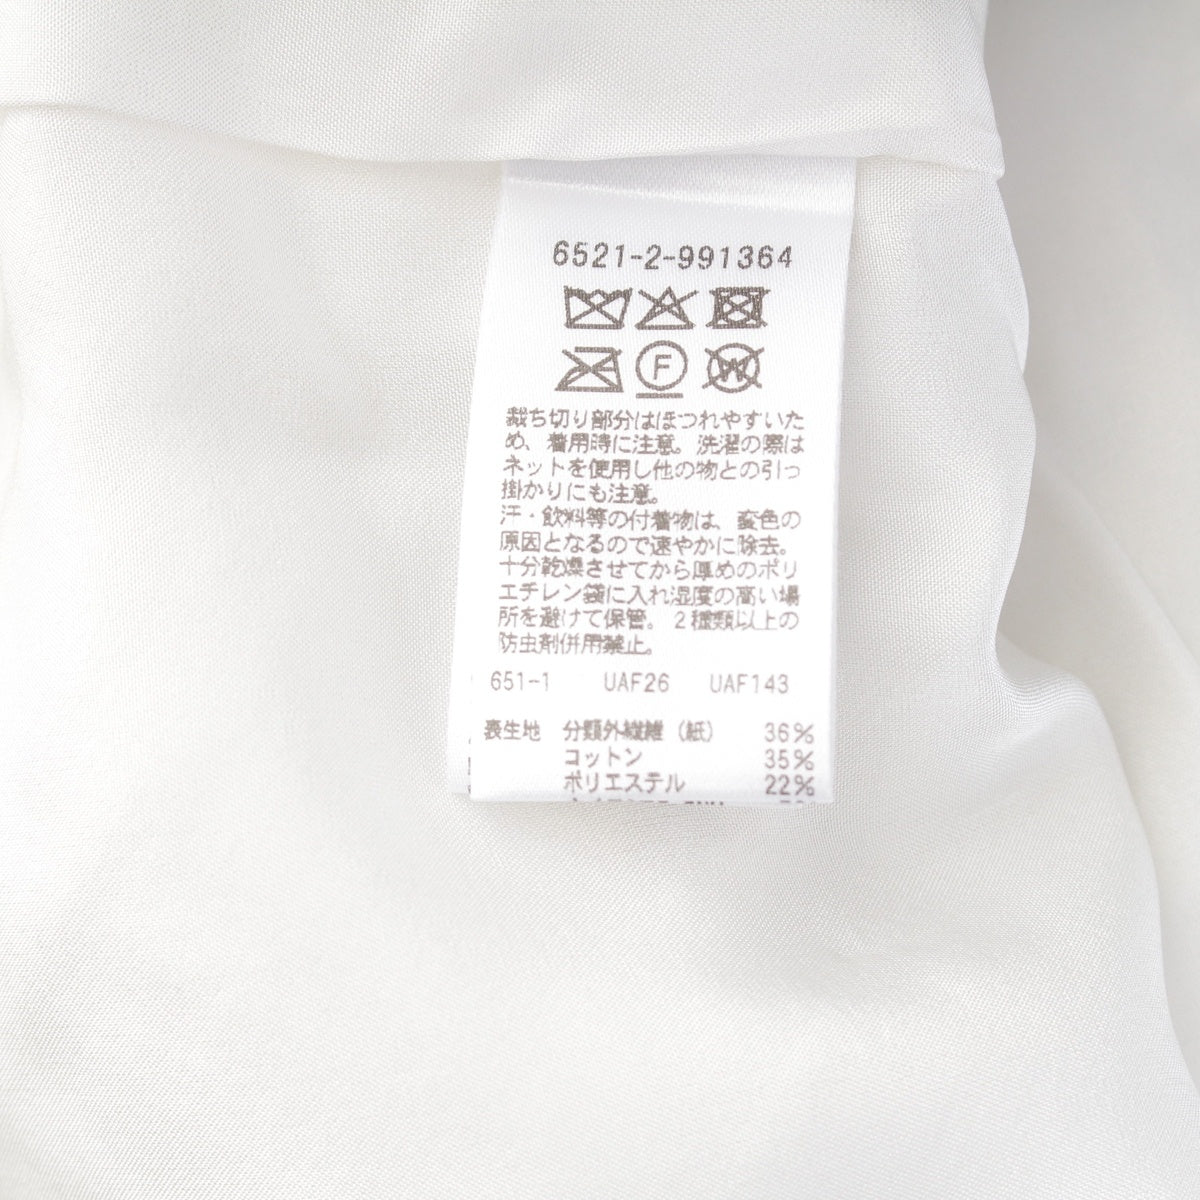 6521-2-991364
F
W
裁ち切り部分はほつれやすいた
め、着用時に注意。洗濯の際は
ネットを使用し他の物との引っ
掛かりにも注意。
汗・飲料等の付着物は、変色の
原因となるので速やかに除去。
十分乾燥させてから厚めのポリ
エチレン袋に入れ湿度の高い場
所を避けて保管。2種類以上の
防虫剤併用禁止。
651-1 UAF26 UAF143
表生地 分類外繊維(紙) 36%
コットン 35%
ポリエステル 22%